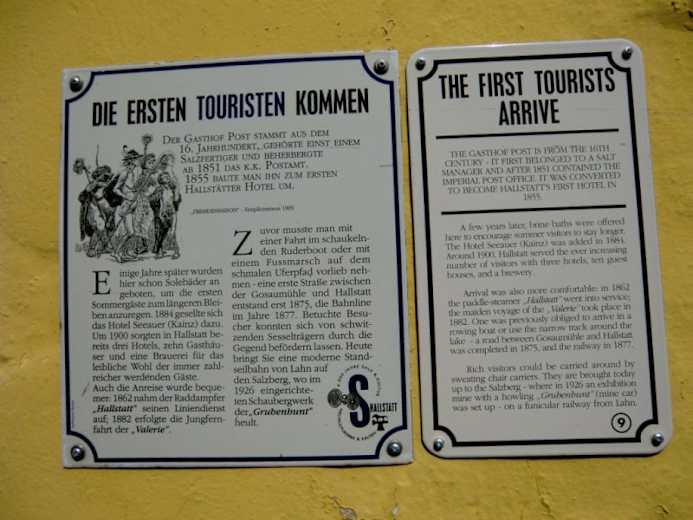 DIE ERSTEN TOURISTEN KOMMEN
DER GASTHOF POST STAMMT AUS DEM
16. JAHRHUNDERT, GEHÖRTE EINST EINEM
SALZFERTIGER UND BEHERBERGTE
AB 1851 DAS K.K. POSTAMT.
1855 BAUTE MAN IHN ZUM ERSTEN
HALLSTÄTTER HOTEL UM.
Einige Jahre später wurden
hier schon Solebäder an-
geboten, um die ersten
Sommergäste zum längeren Blei-
ben anzuregen. 1884 gesellte sich
das Hotel Seeauer (Kainz) dazu.
Um 1900 sorgten in Hallstatt be-
reits drei Hotels, zehn Gasthäu-
ser und eine Brauerei für das
leibliche Wohl der immer zahl-
reicher werdenden Gäste.
Auch die Anreise wurde beque-
mer: 1862 nahm der Raddampfer
„Hallstatt" seinen Liniendienst
auf; 1882 erfolgte die Jungfern-
fahrt der „Valerie".
Zuvor musste man mit
einer Fahrt im schaukeln-
den Ruderboot oder mit
einem Fussmarsch auf dem
schmalen Uferpfad vorlieb neh-
men - eine erste Straße zwischen
der Gosaumühle und Hallstatt
entstand erst 1875, die Bahnline
im Jahre 1877. Betuchte Besu-
cher konnten sich von schwit-
zenden Sesselträgern durch die
Gegend befördern lassen. Heute
bringt Sie eine moderne Stand-
seilbahn von Lahn auf
den Salzberg, wo im
1926 eingerichte-
ten Schaubergwerk
der „Grubenhunt"
heult.
S
HALLSTATT
THE FIRST TOURISTS
ARRIVE
THE GASTHOF POST IS FROM THE 16TH
CENTURY - IT FIRST BELONGED TO A SALT
MANAGER AND AFTER 1851 CONTAINED THE
IMPERIAL POST OFFICE. IT WAS CONVERTED
TO BECOME HALLSTATT'S FIRST HOTEL IN
1855.
A few years later, brine baths were offered
here to encourage summer visitors to stay longer.
The Hotel Seeauer (Kainz) was added in 1884.
Around 1900, Hallstatt served the ever increasing
number of visitors with three hotels, ten guest
houses, and a brewery.
Arrival was also more comfortable: in 1862
the paddle-steamer „Hallstatt" went into service;
the maiden voyage of the „Valerie" took place in
1882. One was previously obliged to arrive in a
rowing boat or use the narrow track around the
lake - a road between Gosaumühle and Hallstatt
was completed in 1875, and the railway in 1877.
Rich visitors could be carried around by
sweating chair carriers. They are brought today
up to the Salzberg - where in 1926 an exhibition
mine with a howling „Grubenhunt" (mine car)
was set up - on a funicular railway from Lahn.
9